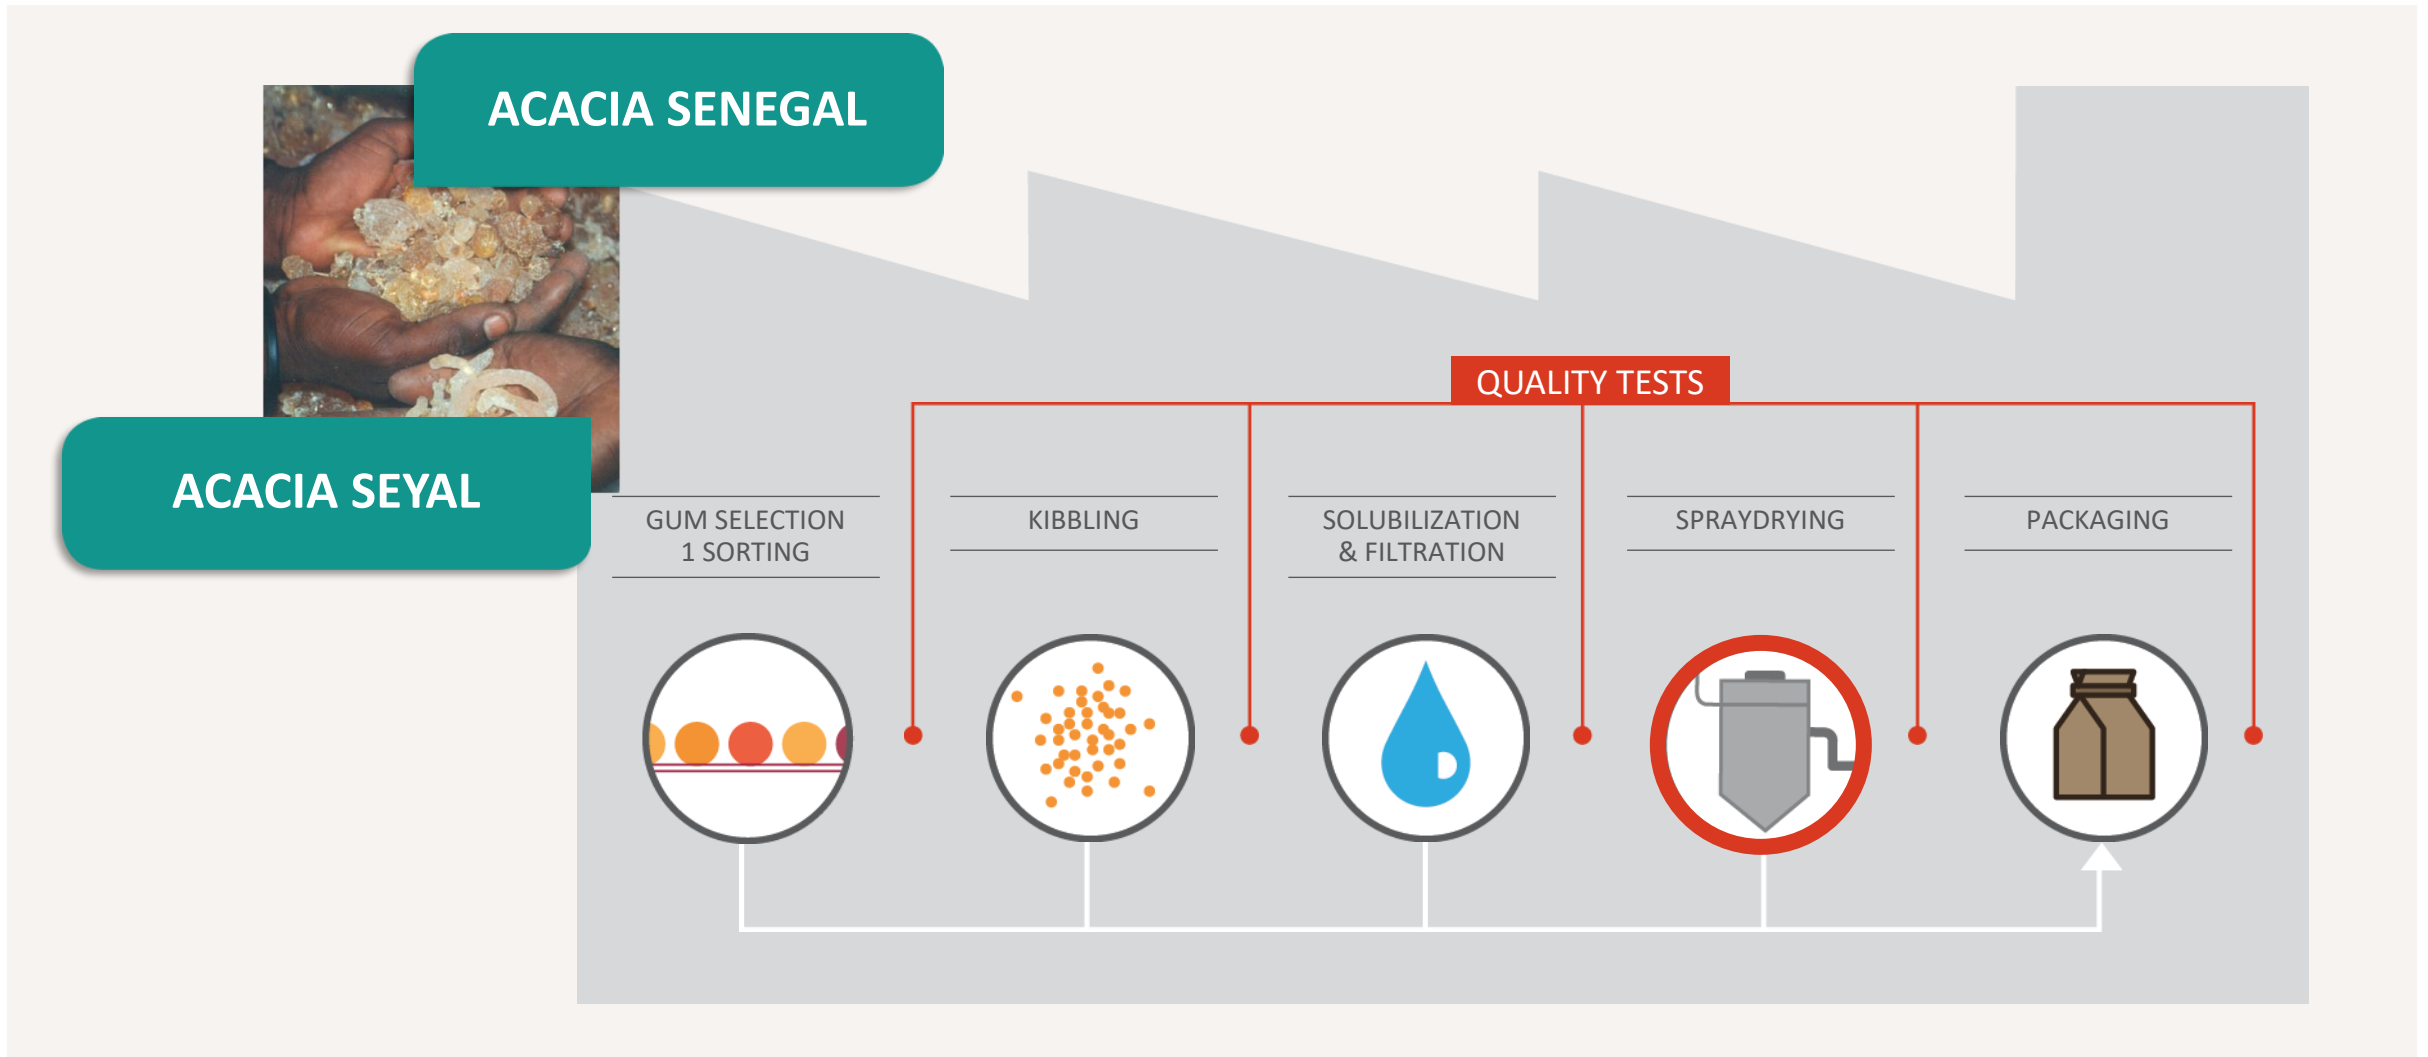 ACACIA SENEGAL
ACACIA SEYAL
QUALITY TESTS
GUM SELECTION
1 SORTING
KIBBLING
SOLUBILIZATION
& FILTRATION
SPRAYDRYING
PACKAGING